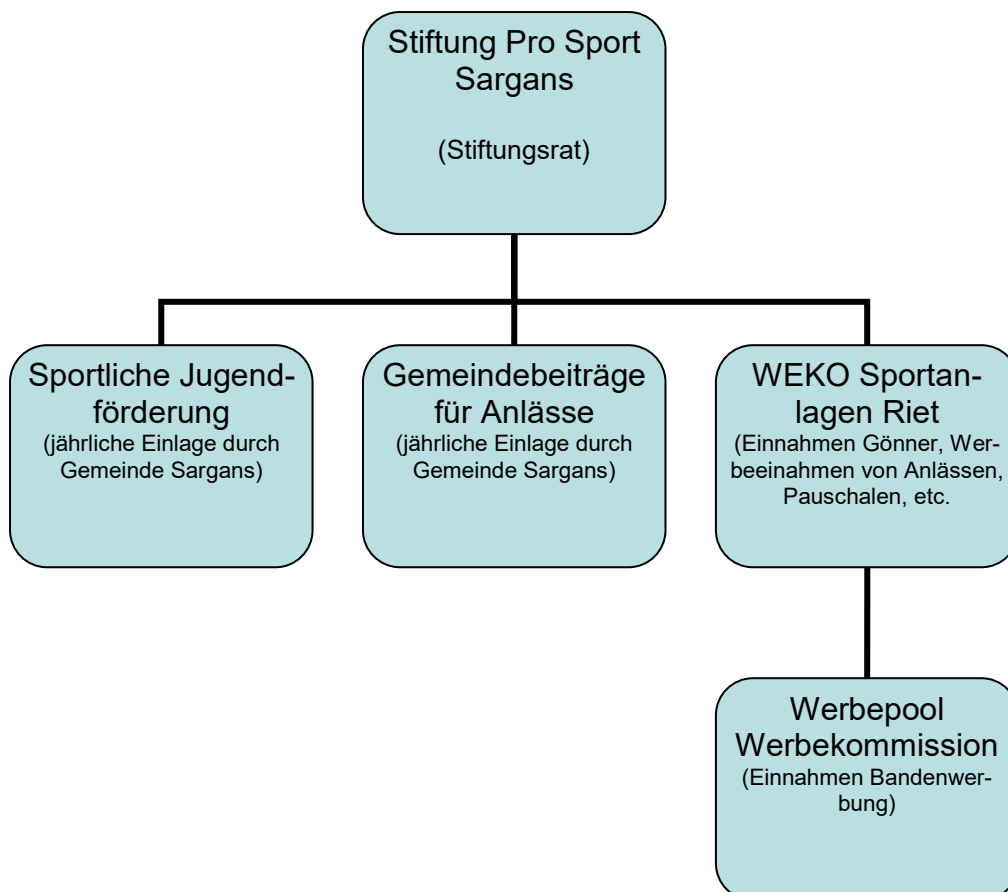 Stiftung Pro Sport
Sargans
(Stiftungsrat)
Sportliche Jugend-
förderung
(jährliche Einlage durch
Gemeinde Sargans)
Gemeindebeiträge
für Anlässe
(jährliche Einlage durch
Gemeinde Sargans)
WEKO Sportan-
lagen Riet
(Einnahmen Gönner, Wer-
beeinahmen von Anlässen,
Pauschalen, etc.
Werbepool
Werbekommission
(Einnahmen Bandenwer-
bung)